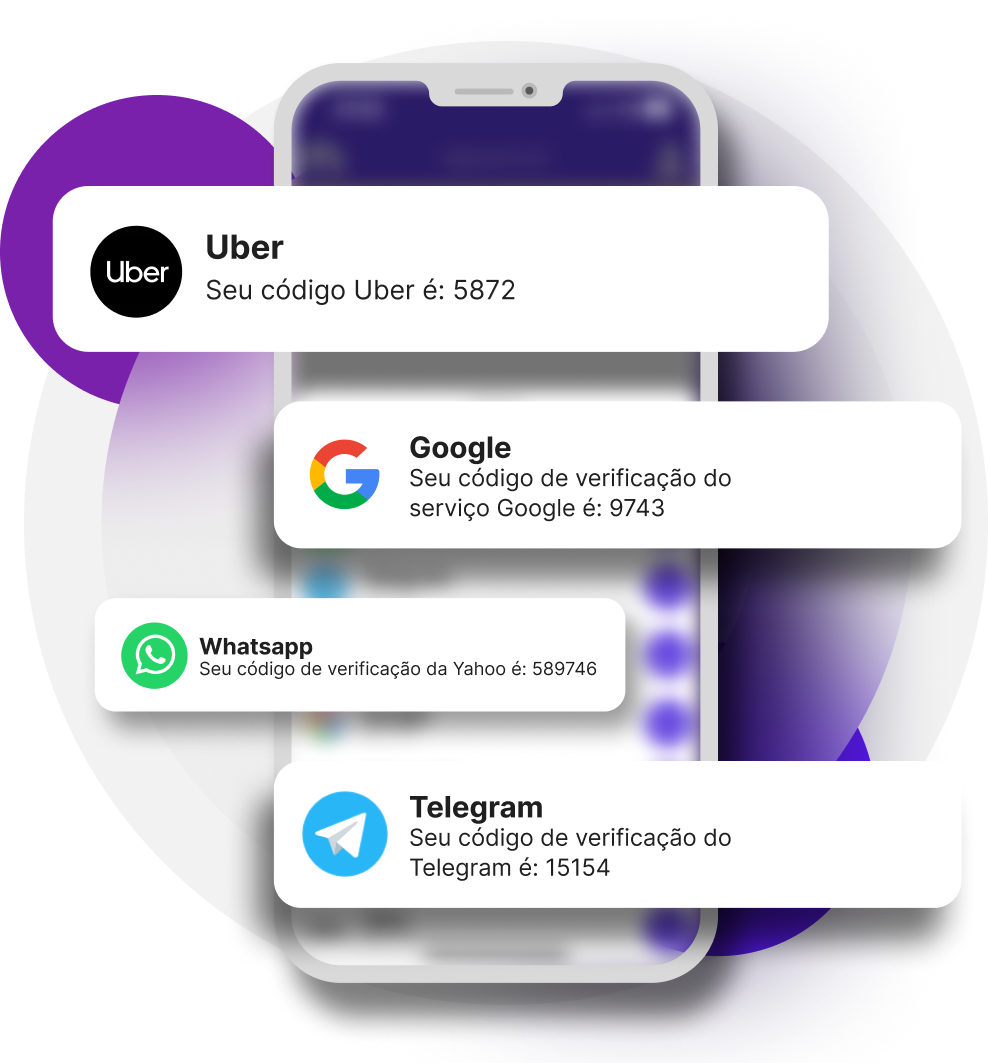 Uber
Uber
Seu código Uber é: 5872
Google
Seu código de verificação do
serviço Google é: 9743
Whatsapp
Seu código de verificação da Yahoo é: 589746
Telegram
Seu código de verificação do
Telegram é: 15154